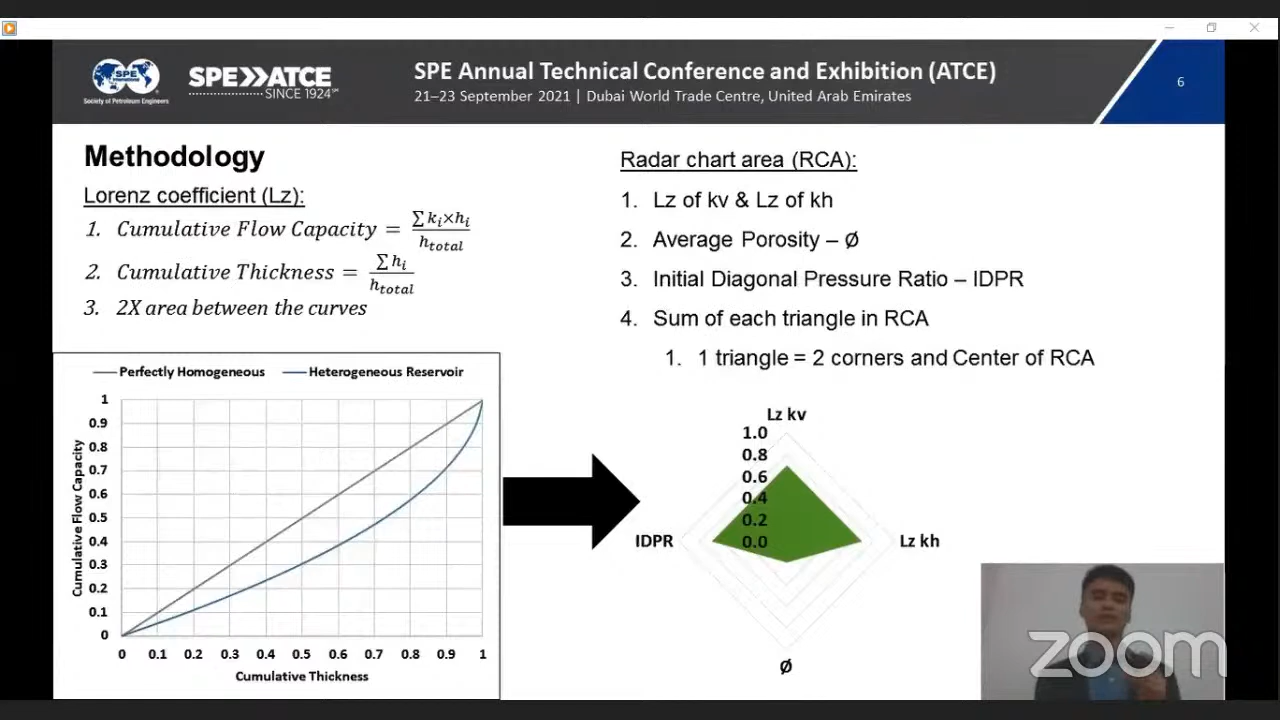 SPE
International
Society of Petroleum Engineers
SPE ATCE
SINCE 1924℠
SPE Annual Technical Conference and Exhibition (ATCE)
21–23 September 2021 | Dubai World Trade Centre, United Arab Emirates
6
Methodology
Lorenz coefficient (Lz):
1. Cumulative Flow Capacity = ∑ kᵢ×hᵢ / h_total
2. Cumulative Thickness = ∑ hᵢ / h_total
3. 2X area between the curves
Perfectly Homogeneous Heterogeneous Reservoir
Cumulative Flow Capacity
1
0.9
0.8
0.7
0.6
0.5
0.4
0.3
0.2
0.1
0
0 0.1 0.2 0.3 0.4 0.5 0.6 0.7 0.8 0.9 1
Cumulative Thickness
Radar chart area (RCA):
1. Lz of kv & Lz of kh
2. Average Porosity – Ø
3. Initial Diagonal Pressure Ratio – IDPR
4. Sum of each triangle in RCA
1. 1 triangle = 2 corners and Center of RCA
Lz kv
1.0
0.8
0.6
0.4
0.2
0.0
IDPR
Lz kh
Ø
zoom